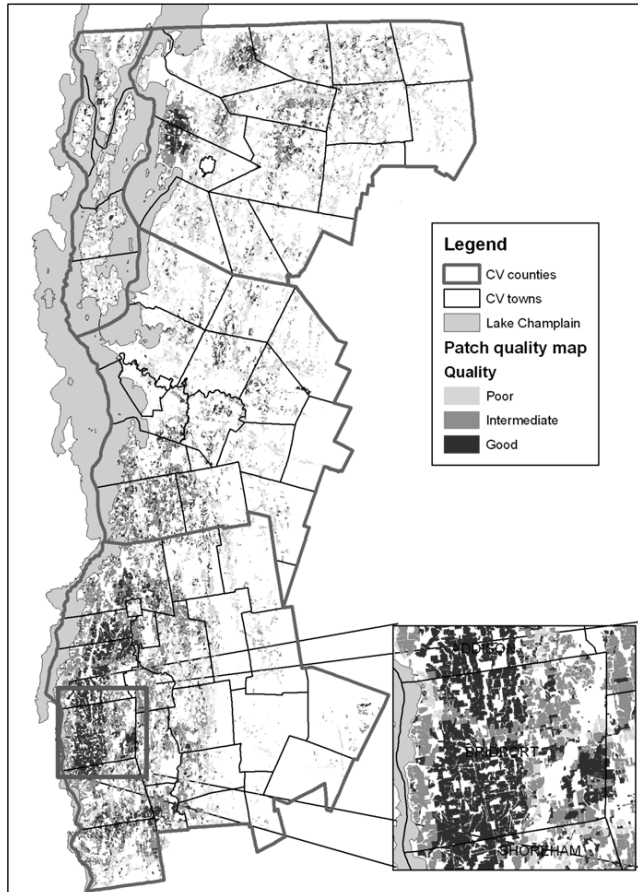 Legend
CV counties
CV towns
Lake Champlain
Patch quality map
Quality
Poor
Intermediate
Good
ADDISON
BRIDPORT
SHOREHAM